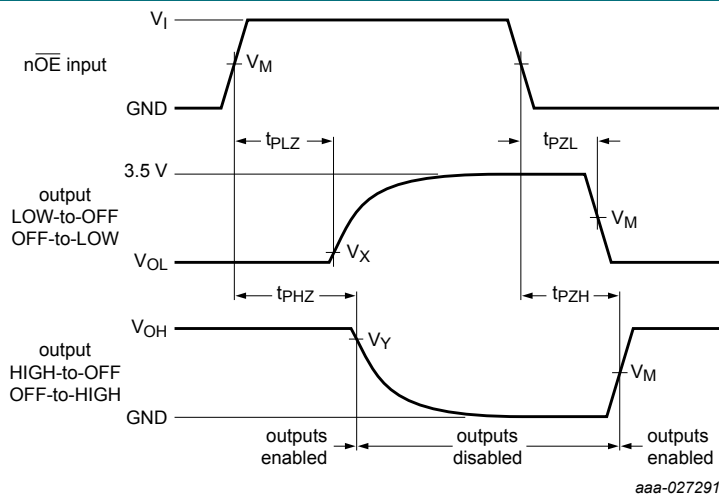 V_I
nOE input
V_M
GND
t_PLZ
t_PZL
3.5 V
output
LOW-to-OFF
OFF-to-LOW
V_M
V_X
V_OL
t_PHZ
t_PZH
V_OH
V_Y
output
HIGH-to-OFF
OFF-to-HIGH
V_M
GND
outputs
enabled
outputs
disabled
outputs
enabled
aaa-027291